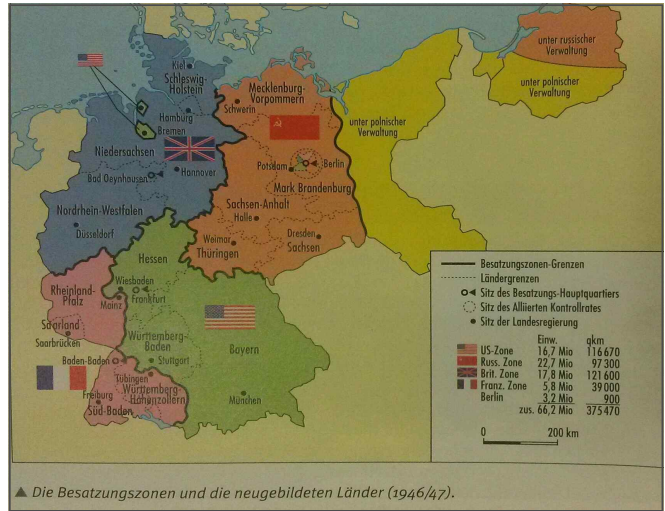 unter russischer
Verwaltung
unter polnischer
Verwaltung
unter polnischer
Verwaltung
Kiel
Schleswig-
Holstein
Mecklenburg-
Vorpommern
Schwerin
Hamburg
Bremen
Niedersachsen
Bad Oeynhausen
Hannover
Potsdam
Berlin
Mark Brandenburg
Sachsen-Anhalt
Halle
Nordrhein-Westfalen
Düsseldorf
Weimar
Thüringen
Dresden
Sachsen
Hessen
Wiesbaden
Frankfurt
Mainz
Rheinland-
Pfalz
Saarland
Saarbrücken
Württemberg-
Baden
Stuttgart
Bayern
Baden-Baden
Tübingen
Württemberg
Hohenzollern
Freiburg
Süd-Baden
München
Besatzungszonen-Grenzen
Ländergrenzen
Sitz des Besatzungs-Hauptquartiers
Sitz des Alliierten Kontrollrates
Sitz der Landesregierung
Einw. qkm
US-Zone 16,7 Mio 116 670
Russ. Zone 22,7 Mio 97 300
Brit. Zone 17,8 Mio 121 600
Franz. Zone 5,8 Mio 39 000
Berlin 3,2 Mio 900
zus. 66,2 Mio 375 470
0 200 km
▲ Die Besatzungszonen und die neugebildeten Länder (1946/47).